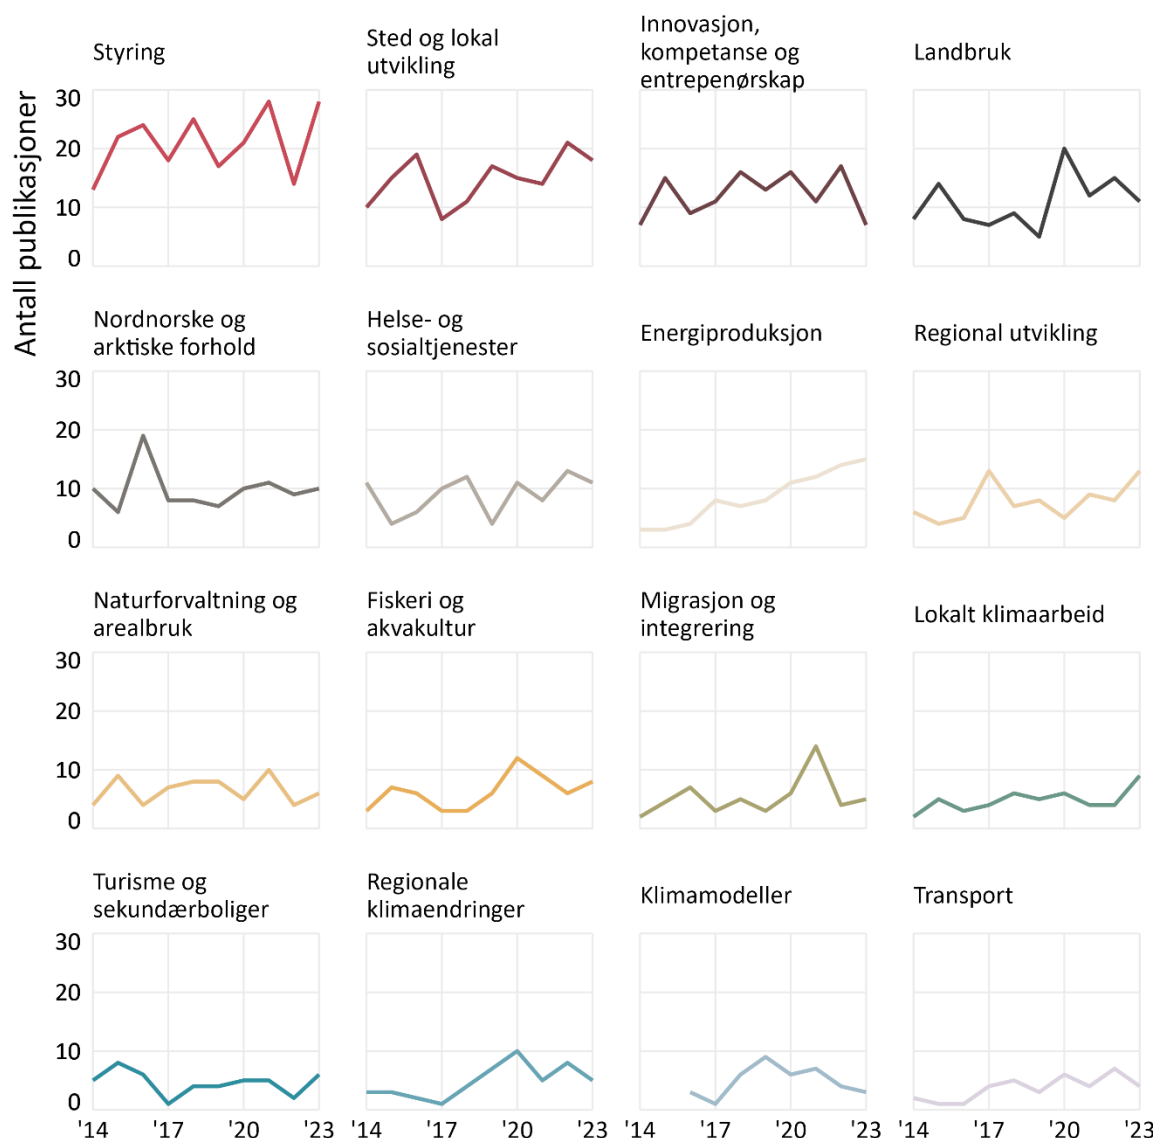 Antall publikasjoner
Styring
Sted og lokal
utvikling
Innovasjon,
kompetanse og
entrepenørskap
Landbruk
30
20
10
0
Nordnorske og
arktiske forhold
Helse- og
sosialtjenester
Energiproduksjon
Regional utvikling
30
20
10
0
Naturforvaltning og
arealbruk
Fiskeri og
akvakultur
Migrasjon og
integrering
Lokalt klimaarbeid
30
20
10
0
Turisme og
sekundærboliger
Regionale
klimaendringer
Klimamodeller
Transport
30
20
10
0
'14 '17 '20 '23
'14 '17 '20 '23
'14 '17 '20 '23
'14 '17 '20 '23